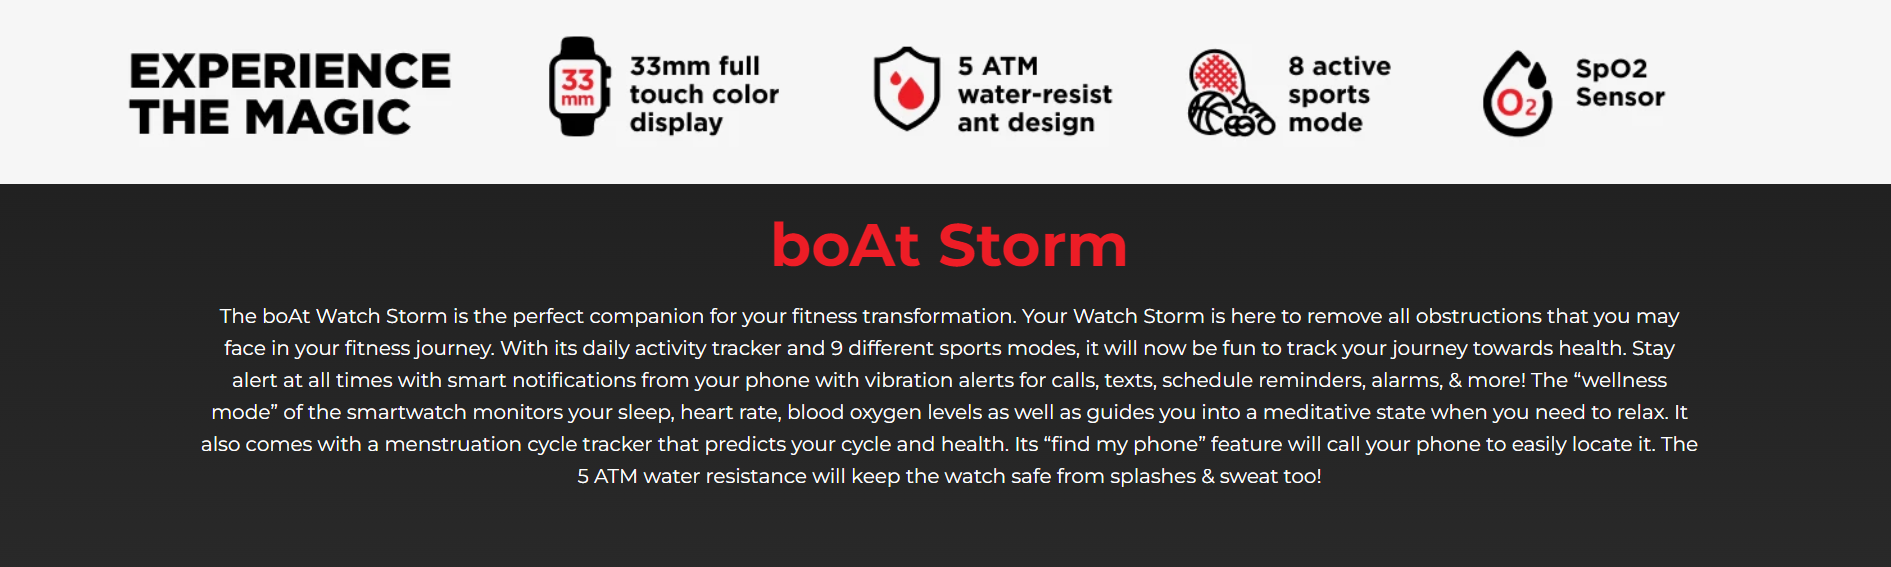 EXPERIENCE
THE MAGIC
33
mm
33mm full
touch color
display
5 ATM
water-resist
ant design
8 active
sports
mode
O2
SpO2
Sensor
boAt Storm
The boAt Watch Storm is the perfect companion for your fitness transformation. Your Watch Storm is here to remove all obstructions that you may
face in your fitness journey. With its daily activity tracker and 9 different sports modes, it will now be fun to track your journey towards health. Stay
alert at all times with smart notifications from your phone with vibration alerts for calls, texts, schedule reminders, alarms, & more! The “wellness
mode” of the smartwatch monitors your sleep, heart rate, blood oxygen levels as well as guides you into a meditative state when you need to relax. It
also comes with a menstruation cycle tracker that predicts your cycle and health. Its “find my phone” feature will call your phone to easily locate it. The
5 ATM water resistance will keep the watch safe from splashes & sweat too!